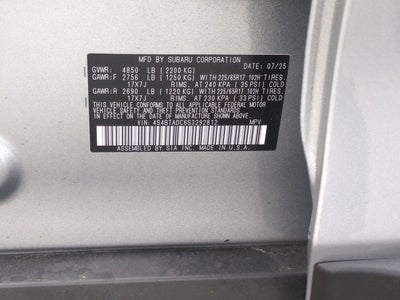 MFD BY SUBARU CORPORATION DATE 07/25
GVWR: 4850 LB (2200 KG)
GAWR:F 2756 LB (1250 KG) WITH 225/65R17 102H TIRES,
17X7J RIMS, AT 240 KPA (35 PSI) COLD
GAWR:R 2690 LB (1220 KG) WITH 225/65R17 102H TIRES,
17X7J RIMS, AT 230 KPA (33 PSI) COLD
THIS VEHICLE CONFORMS TO ALL APPLICABLE FEDERAL MOTOR
VEHICLE SAFETY, BUMPER, AND THEFT PREVENTION
STANDARDS IN EFFECT ON THE DATE OF MANUFACTURE
SHOWN ABOVE.
VIN: 4S4BTADC6S3292812 MPV
ASSEMBLED BY SIA INC. MADE IN U.S.A.